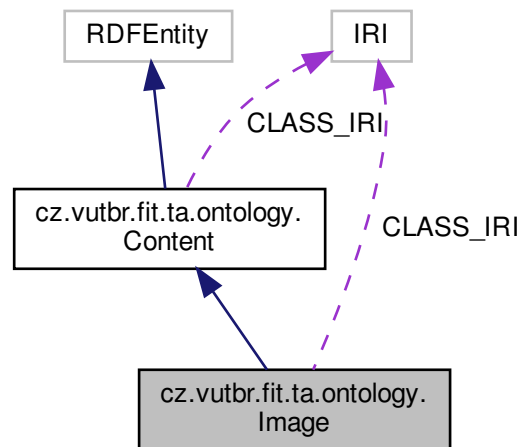 RDFEntity
IRI
CLASS_IRI
cz.vutbr.fit.ta.ontology.
Content
CLASS_IRI
cz.vutbr.fit.ta.ontology.
Image